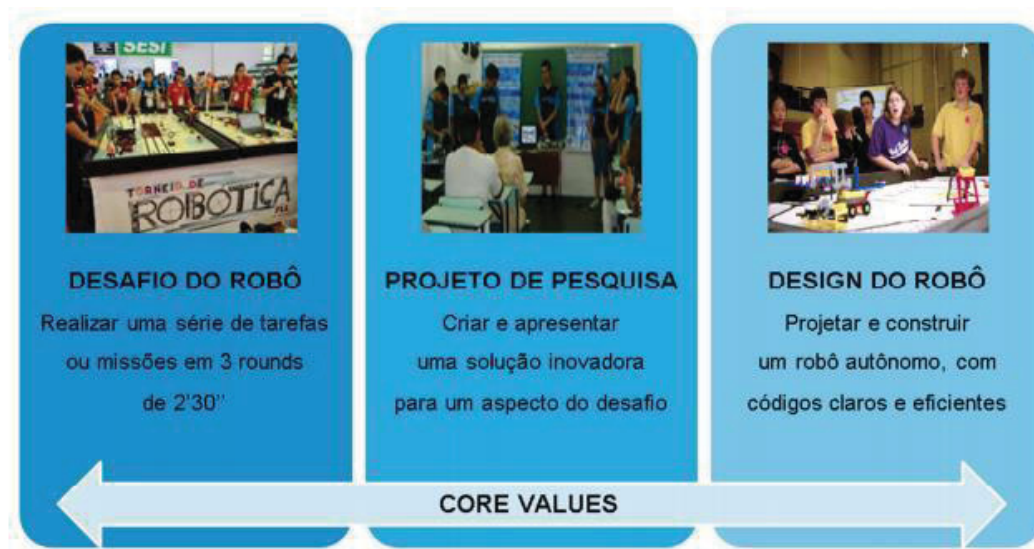 SESI
TORNEIO DE
ROBÓTICA
DESAFIO DO ROBÔ
Realizar uma série de tarefas
ou missões em 3 rounds
de 2'30''
PROJETO DE PESQUISA
Criar e apresentar
uma solução inovadora
para um aspecto do desafio
DESIGN DO ROBÔ
Projetar e construir
um robô autônomo, com
códigos claros e eficientes
CORE VALUES